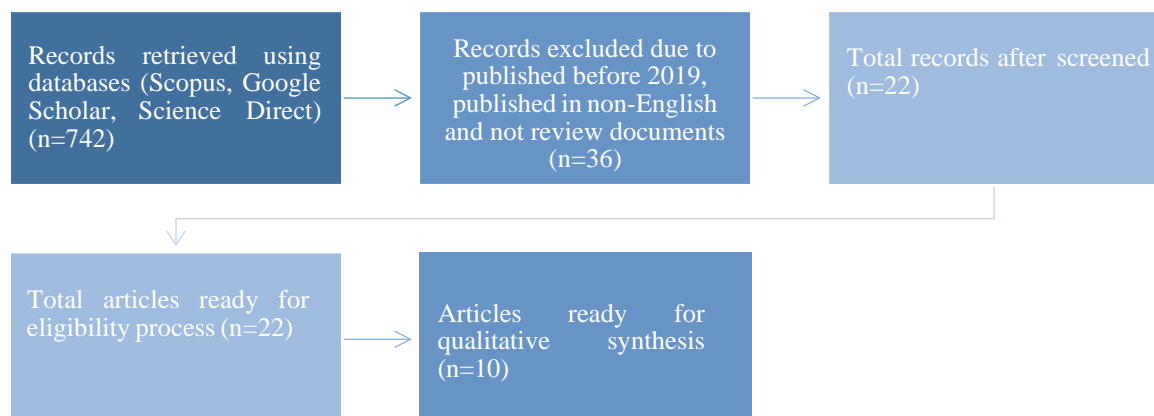 Records retrieved using
databases (Scopus, Google
Scholar, Science Direct)
(n=742)
Records excluded due to
published before 2019,
published in non-English
and not review documents
(n=36)
Total records after screened
(n=22)
Total articles ready for
eligibility process (n=22)
Articles ready for
qualitative synthesis
(n=10)